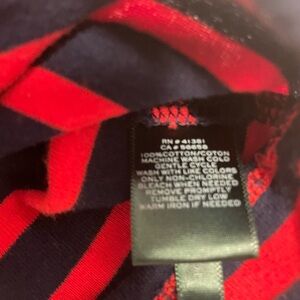 RN # 41381
CA # 56656
100%COTTON/COTON
MACHINE WASH COLD
GENTLE CYCLE
WASH WITH LIKE COLORS
ONLY NON-CHLORINE
BLEACH WHEN NEEDED
REMOVE PROMPTLY
TUMBLE DRY LOW
WARM IRON IF NEEDED